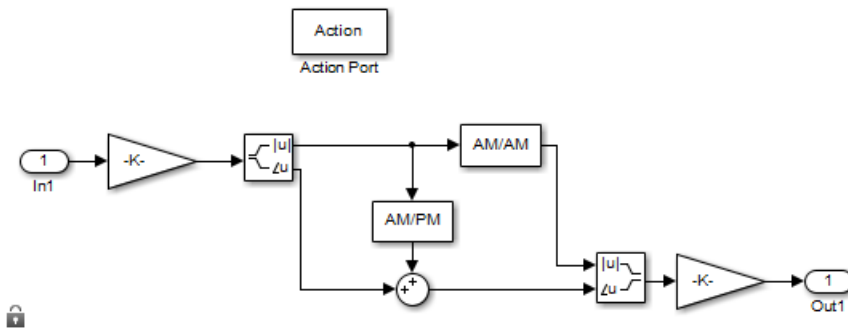 Action
Action Port
1
In1
-K-
|u|
∠u
AM/AM
AM/PM
+
+
|u|
∠u
-K-
1
Out1